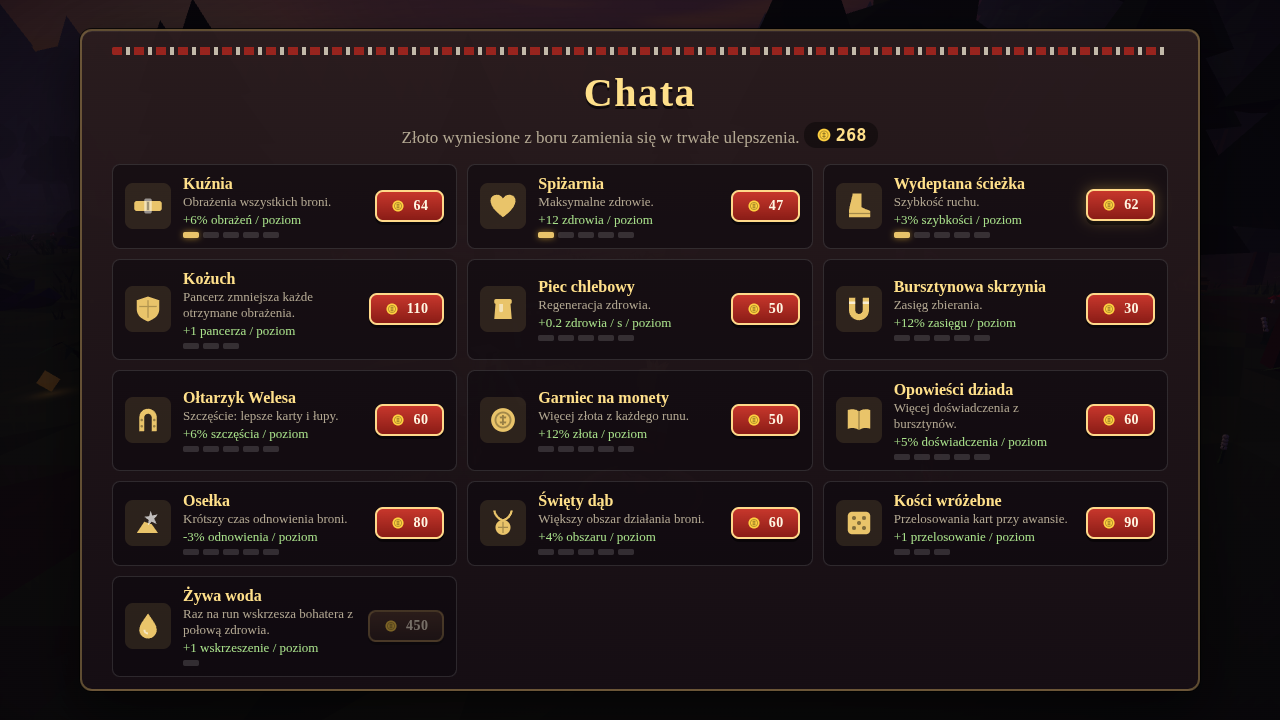 Chata
Złoto wyniesione z boru zamienia się w trwałe ulepszenia. 268
Kuźnia
Obrażenia wszystkich broni.
+6% obrażeń / poziom
64
Spiżarnia
Maksymalne zdrowie.
+12 zdrowia / poziom
47
Wydeptana ścieżka
Szybkość ruchu.
+3% szybkości / poziom
62
Kożuch
Pancerz zmniejsza każde
otrzymane obrażenia.
+1 pancerza / poziom
110
Piec chlebowy
Regeneracja zdrowia.
+0.2 zdrowia / s / poziom
50
Bursztynowa skrzynia
Zasięg zbierania.
+12% zasięgu / poziom
30
Ołtarzyk Welesa
Szczęście: lepsze karty i łupy.
+6% szczęścia / poziom
60
Garniec na monety
Więcej złota z każdego runu.
+12% złota / poziom
50
Opowieści dziada
Więcej doświadczenia z
bursztynów.
+5% doświadczenia / poziom
60
Osełka
Krótszy czas odnowienia broni.
-3% odnowienia / poziom
80
Święty dąb
Większy obszar działania broni.
+4% obszaru / poziom
60
Kości wróżebne
Przelosowania kart przy awansie.
+1 przelosowanie / poziom
90
Żywa woda
Raz na run wskrzesza bohatera z
połową zdrowia.
+1 wskrzeszenie / poziom
450